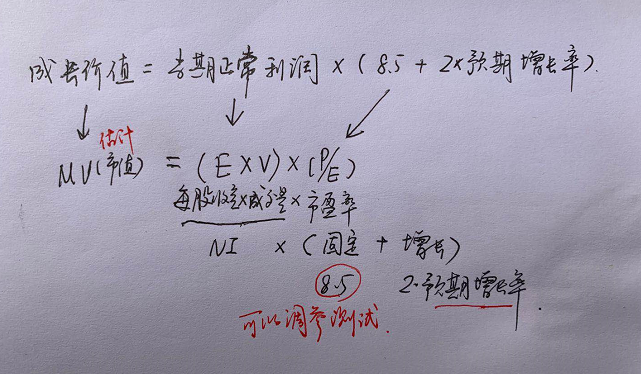 成长价值 = 当期正常利润 × (8.5 + 2×预期增长率).
估计
MV(市值) = (E × V) × (P/E)
每股收益×成交量 × 市盈率
NI × (固定 + 增长)
8.5 2·预期增长率.
可以调参测试.